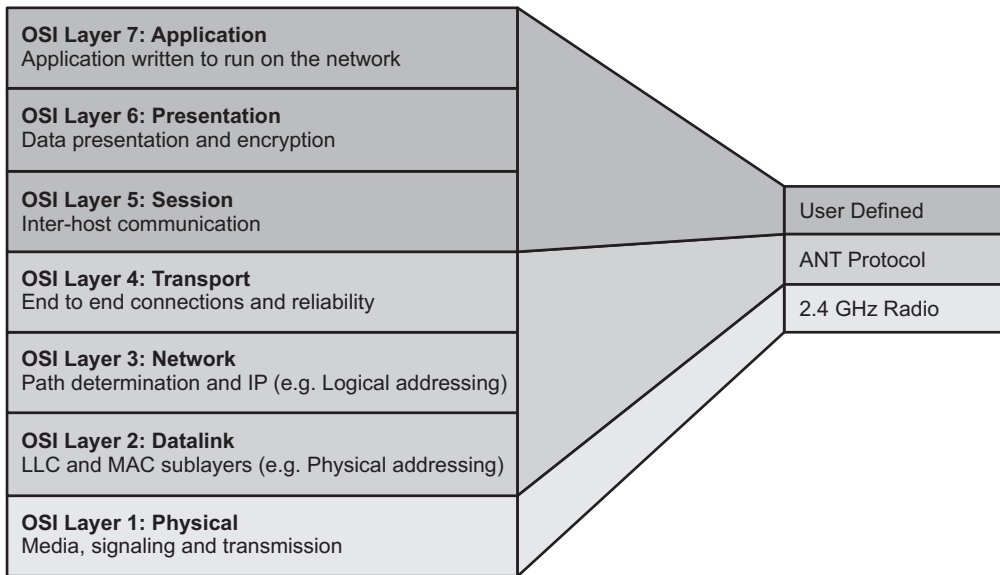 OSI Layer 7: Application
Application written to run on the network
OSI Layer 6: Presentation
Data presentation and encryption
OSI Layer 5: Session
Inter-host communication
OSI Layer 4: Transport
End to end connections and reliability
OSI Layer 3: Network
Path determination and IP (e.g. Logical addressing)
OSI Layer 2: Datalink
LLC and MAC sublayers (e.g. Physical addressing)
OSI Layer 1: Physical
Media, signaling and transmission
User Defined
ANT Protocol
2.4 GHz Radio